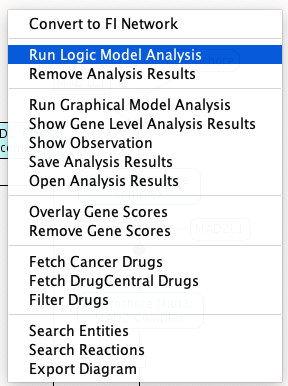 Convert to FI Network
Run Logic Model Analysis
Remove Analysis Results
Run Graphical Model Analysis
Show Gene Level Analysis Results
Show Observation
Save Analysis Results
Open Analysis Results
Overlay Gene Scores
Remove Gene Scores
Fetch Cancer Drugs
Fetch DrugCentral Drugs
Filter Drugs
Search Entities
Search Reactions
Export Diagram